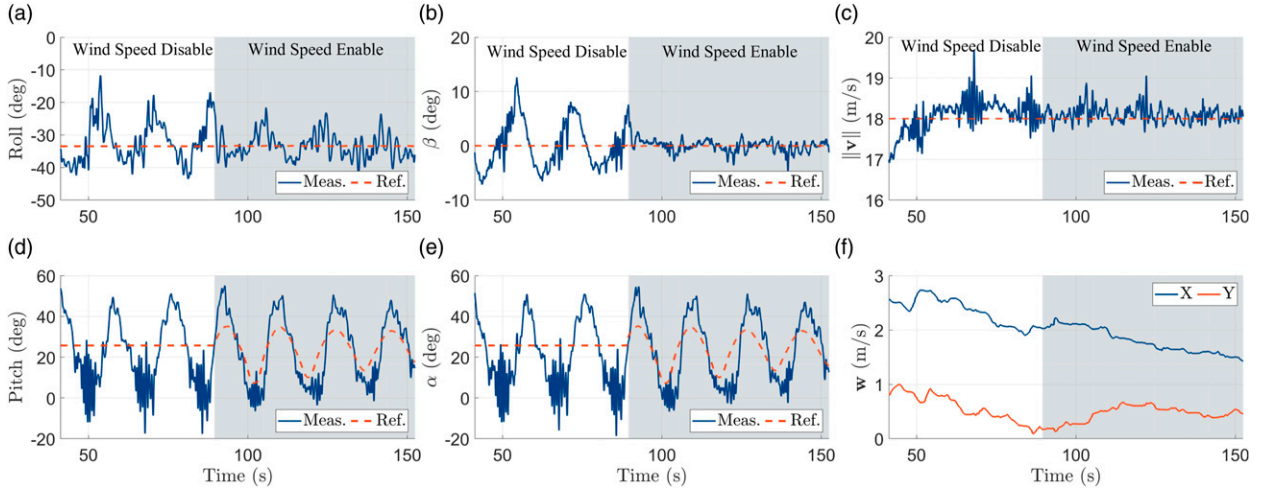 (a)
0
-10
-20
-30
-40
-50
Roll (deg)
Wind Speed Disable
Wind Speed Enable
Meas.
Ref.
50
100
150
(b)
20
10
0
-10
β (deg)
Wind Speed Disable
Wind Speed Enable
Meas.
Ref.
50
100
150
(c)
20
19
18
17
16
||v|| (m/s)
Wind Speed Disable
Wind Speed Enable
Meas.
Ref.
50
100
150
(d)
60
40
20
0
-20
Pitch (deg)
Meas.
Ref.
50
100
150
Time (s)
(e)
60
40
20
0
-20
α (deg)
Meas.
Ref.
50
100
150
Time (s)
(f)
3
2
1
0
w (m/s)
X
Y
50
100
150
Time (s)